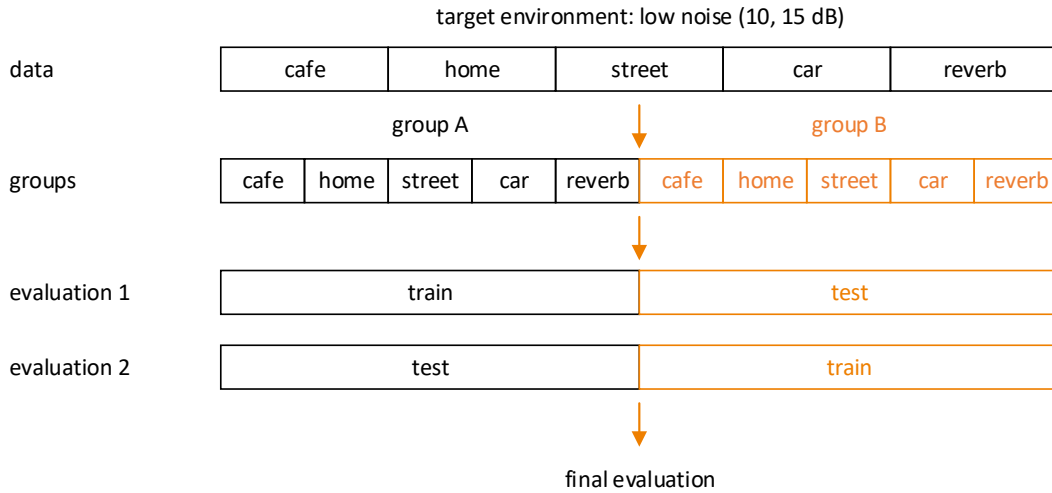 target environment: low noise (10, 15 dB)
data cafe home street car reverb
group A group B
groups cafe home street car reverb cafe home street car reverb
evaluation 1 train test
evaluation 2 test train
final evaluation